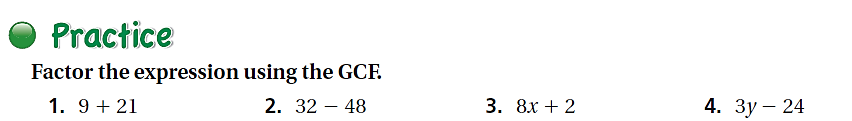 Practice
Factor the expression using the GCF.
1. 9 + 21 2. 32 − 48 3. 8x + 2 4. 3y − 24